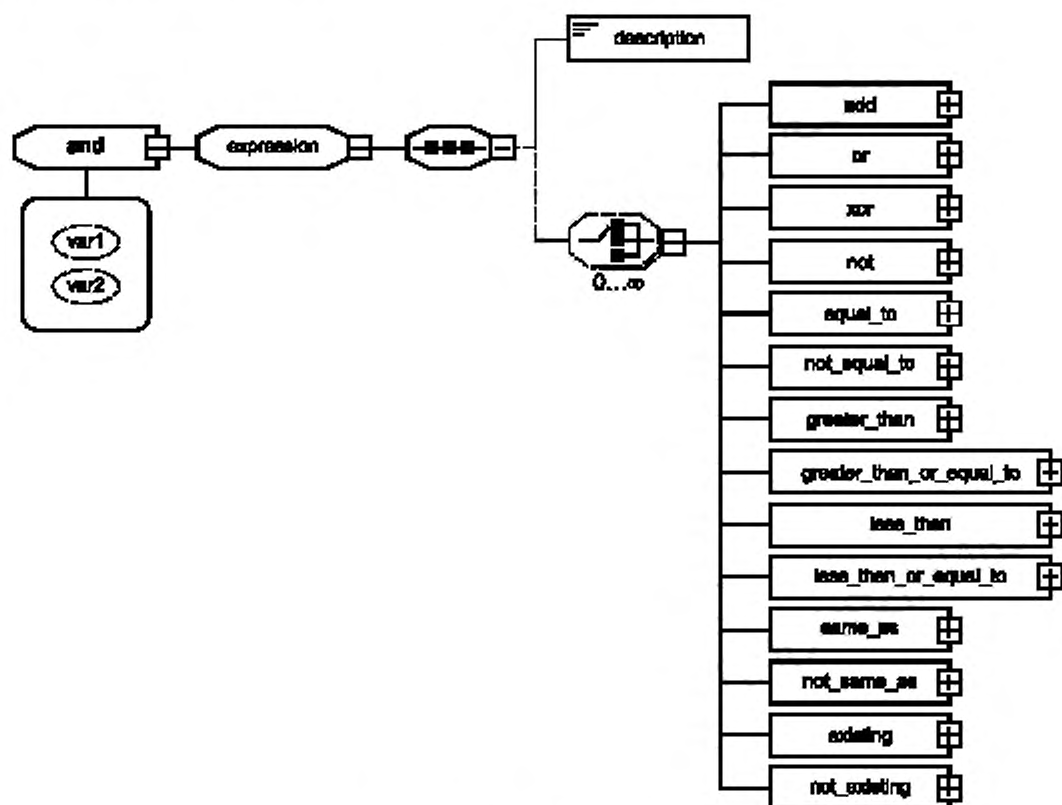 description
and
expression
var1
var2
0...∞
add
or
xor
not
equal_to
not_equal_to
greater_than
greater_than_or_equal_to
less_than
less_than_or_equal_to
same_as
not_same_as
existing
not_existing